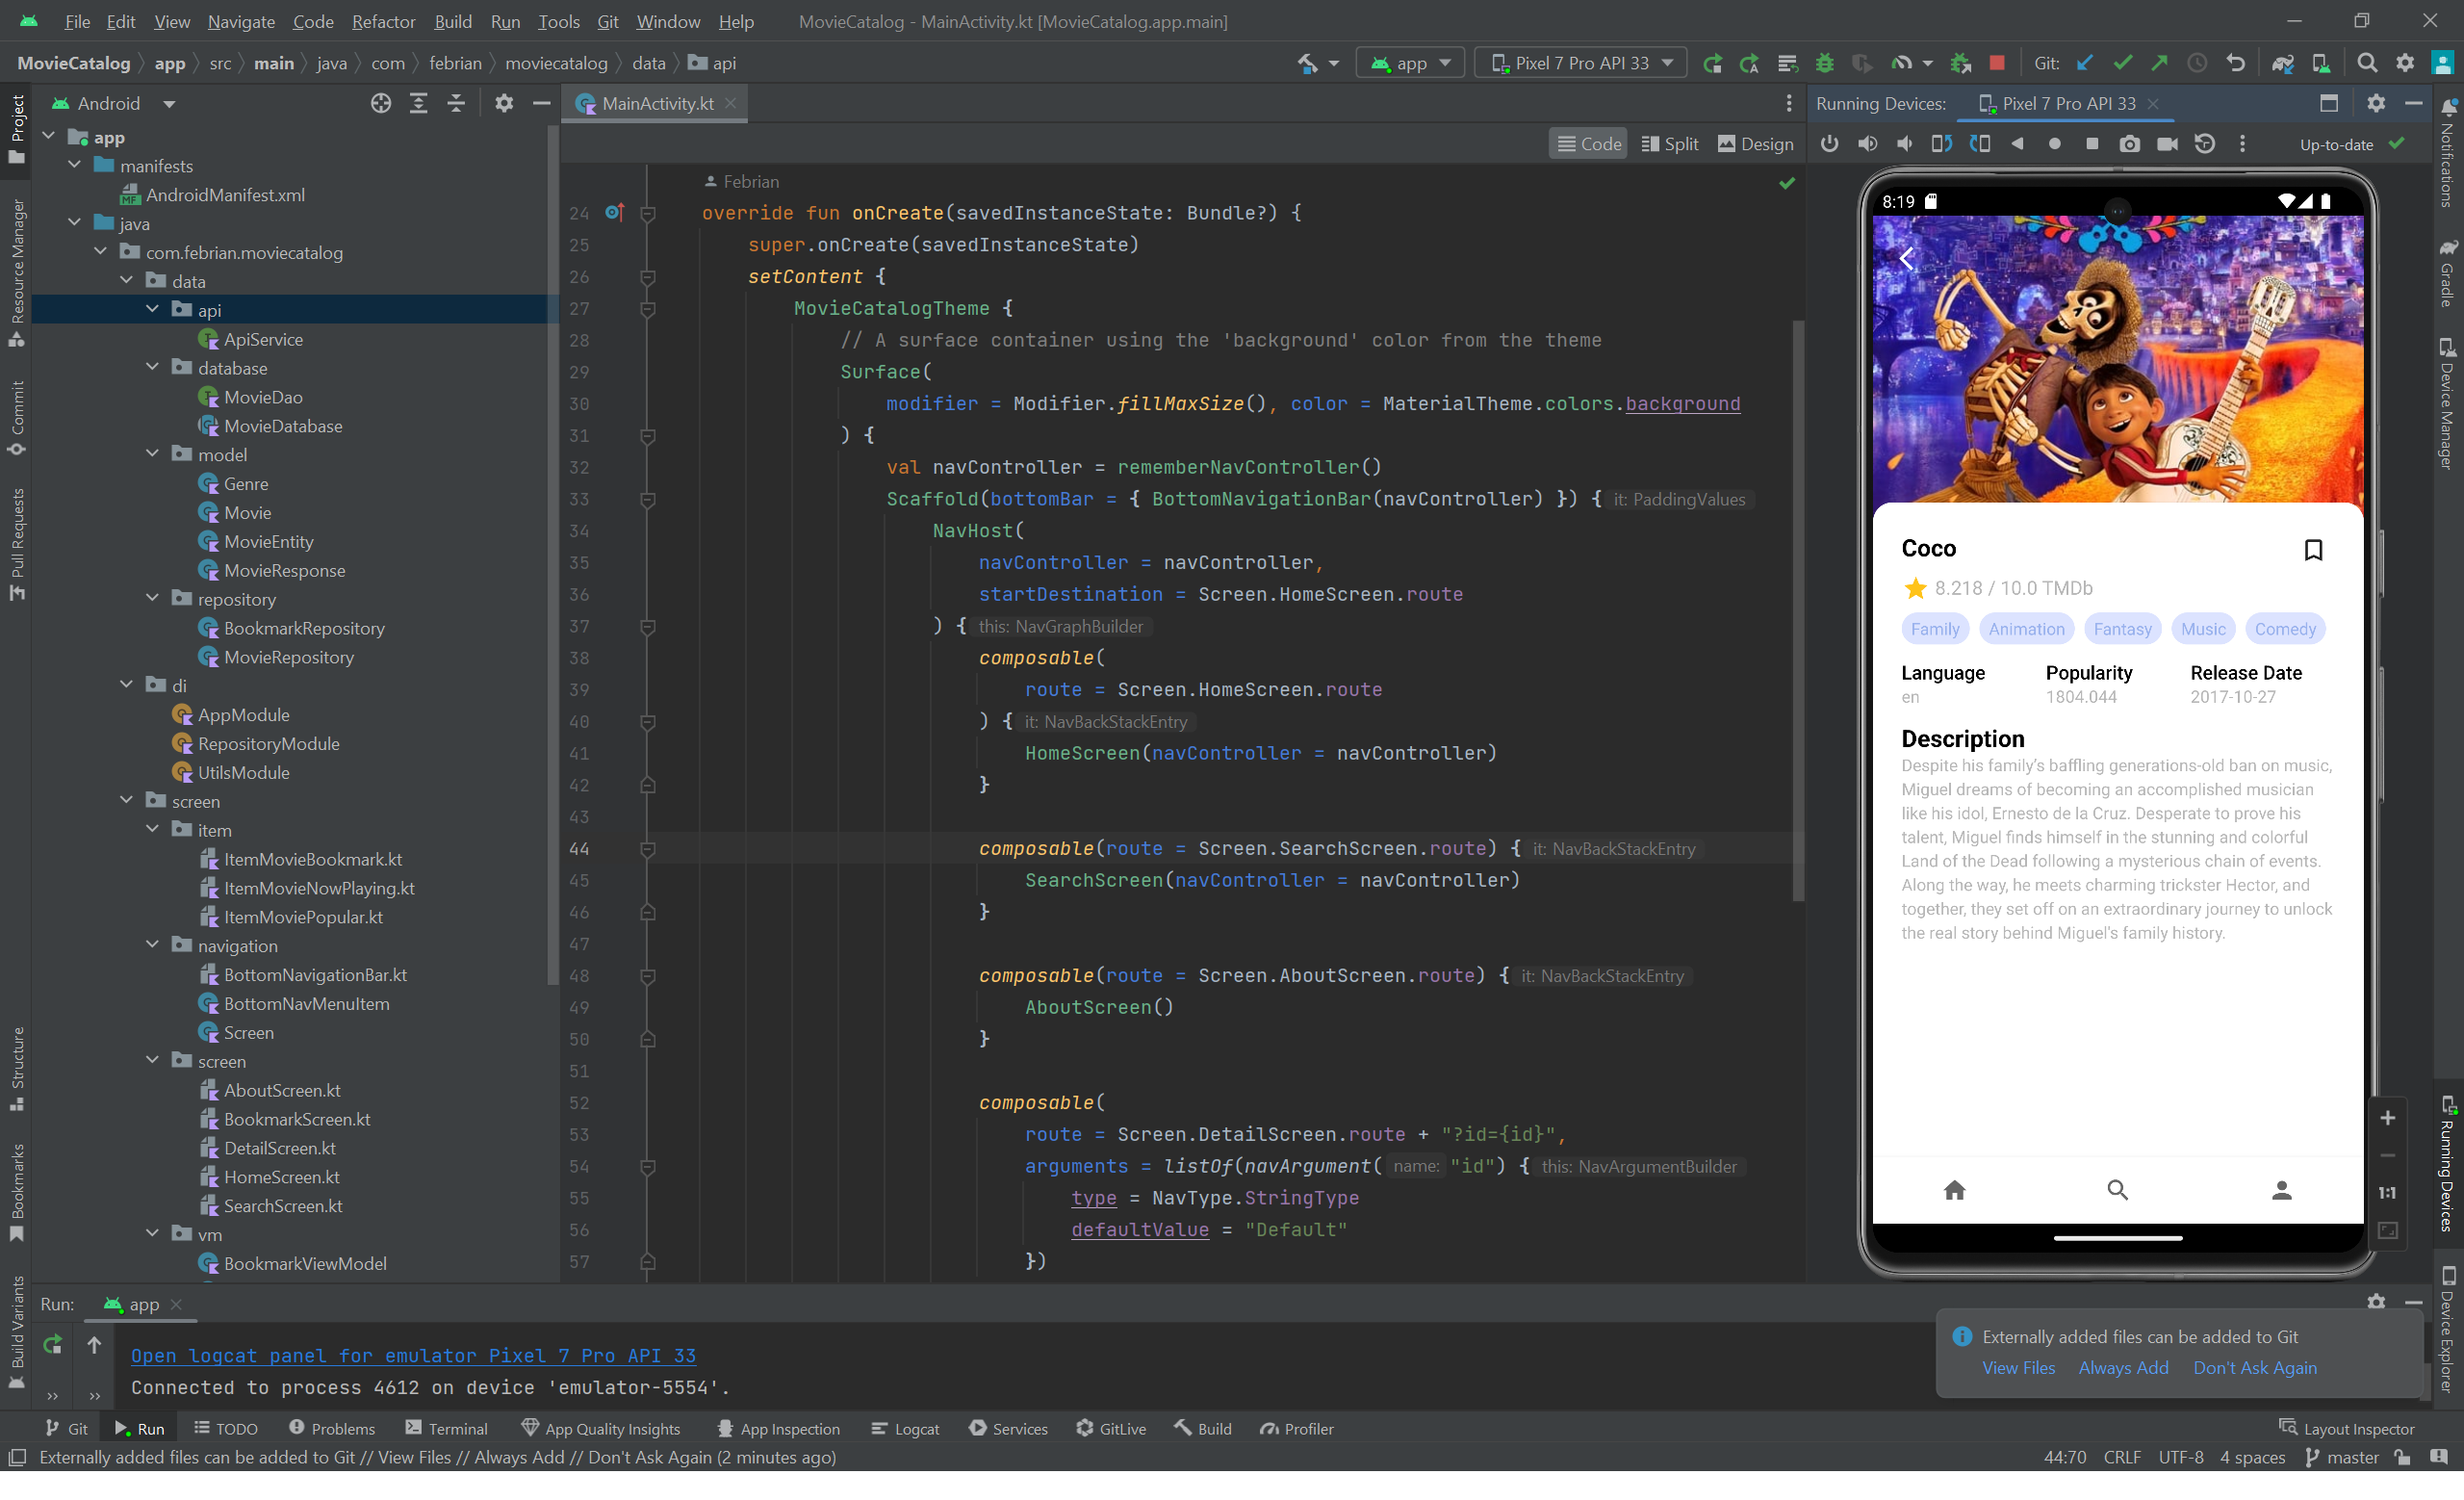 File Edit View Navigate Code Refactor Build Run Tools Git Window Help MovieCatalog - MainActivity.kt [MovieCatalog.app.main]
MovieCatalog app src main java com febrian moviecatalog data api
app Pixel 7 Pro API 33 Git:
Project
Resource Manager
Commit
Pull Requests
Structure
Bookmarks
Build Variants
Android
app
manifests
AndroidManifest.xml
java
com.febrian.moviecatalog
data
api
ApiService
database
MovieDao
MovieDatabase
model
Genre
Movie
MovieEntity
MovieResponse
repository
BookmarkRepository
MovieRepository
di
AppModule
RepositoryModule
UtilsModule
screen
item
ItemMovieBookmark.kt
ItemMovieNowPlaying.kt
ItemMoviePopular.kt
navigation
BottomNavigationBar.kt
BottomNavMenuItem
Screen
screen
AboutScreen.kt
BookmarkScreen.kt
DetailScreen.kt
HomeScreen.kt
SearchScreen.kt
vm
BookmarkViewModel
MainActivity.kt
Code Split Design
Febrian
24 override fun onCreate(savedInstanceState: Bundle?) {
25 super.onCreate(savedInstanceState)
26 setContent {
27 MovieCatalogTheme {
28 // A surface container using the 'background' color from the theme
29 Surface(
30 modifier = Modifier.fillMaxSize(), color = MaterialTheme.colors.background
31 ) {
32 val navController = rememberNavController()
33 Scaffold(bottomBar = { BottomNavigationBar(navController) }) { it: PaddingValues
34 NavHost(
35 navController = navController,
36 startDestination = Screen.HomeScreen.route
37 ) { this: NavGraphBuilder
38 composable(
39 route = Screen.HomeScreen.route
40 ) { it: NavBackStackEntry
41 HomeScreen(navController = navController)
42 }
43
44 composable(route = Screen.SearchScreen.route) { it: NavBackStackEntry
45 SearchScreen(navController = navController)
46 }
47
48 composable(route = Screen.AboutScreen.route) { it: NavBackStackEntry
49 AboutScreen()
50 }
51
52 composable(
53 route = Screen.DetailScreen.route + "?id={id}",
54 arguments = listOf(navArgument( name: "id") { this: NavArgumentBuilder
55 type = NavType.StringType
56 defaultValue = "Default"
57 })
Running Devices: Pixel 7 Pro API 33
Up-to-date
8:19
Coco
8.218 / 10.0 TMDb
Family Animation Fantasy Music Comedy
Language Popularity Release Date
en 1804.044 2017-10-27
Description
Despite his family's baffling generations-old ban on music,
Miguel dreams of becoming an accomplished musician
like his idol, Ernesto de la Cruz. Desperate to prove his
talent, Miguel finds himself in the stunning and colorful
Land of the Dead following a mysterious chain of events.
Along the way, he meets charming trickster Hector, and
together, they set off on an extraordinary journey to unlock
the real story behind Miguel's family history.
1:1
Notifications
Gradle
Device Manager
Running Devices
Device Explorer
Run: app
Open logcat panel for emulator Pixel 7 Pro API 33
Connected to process 4612 on device 'emulator-5554'.
Externally added files can be added to Git
View Files Always Add Don't Ask Again
Git Run TODO Problems Terminal App Quality Insights App Inspection Logcat Services GitLive Build Profiler Layout Inspector
Externally added files can be added to Git // View Files // Always Add // Don't Ask Again (2 minutes ago) 44:70 CRLF UTF-8 4 spaces master